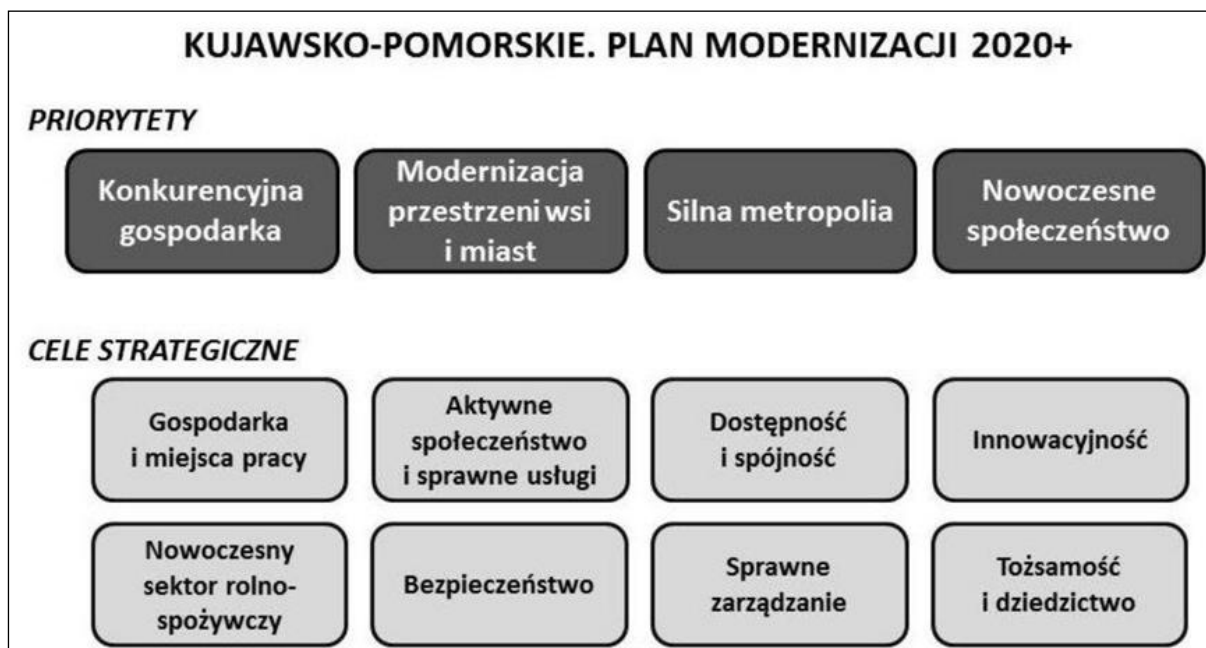 KUJAWSKO-POMORSKIE. PLAN MODERNIZACJI 2020+
PRIORYTETY
Konkurencyjna
gospodarka
Modernizacja
przestrzeni wsi
i miast
Silna metropolia
Nowoczesne
społeczeństwo
CELE STRATEGICZNE
Gospodarka
i miejsca pracy
Aktywne
społeczeństwo
i sprawne usługi
Dostępność
i spójność
Innowacyjność
Nowoczesny
sektor rolno-
spożywczy
Bezpieczeństwo
Sprawne
zarządzanie
Tożsamość
i dziedzictwo